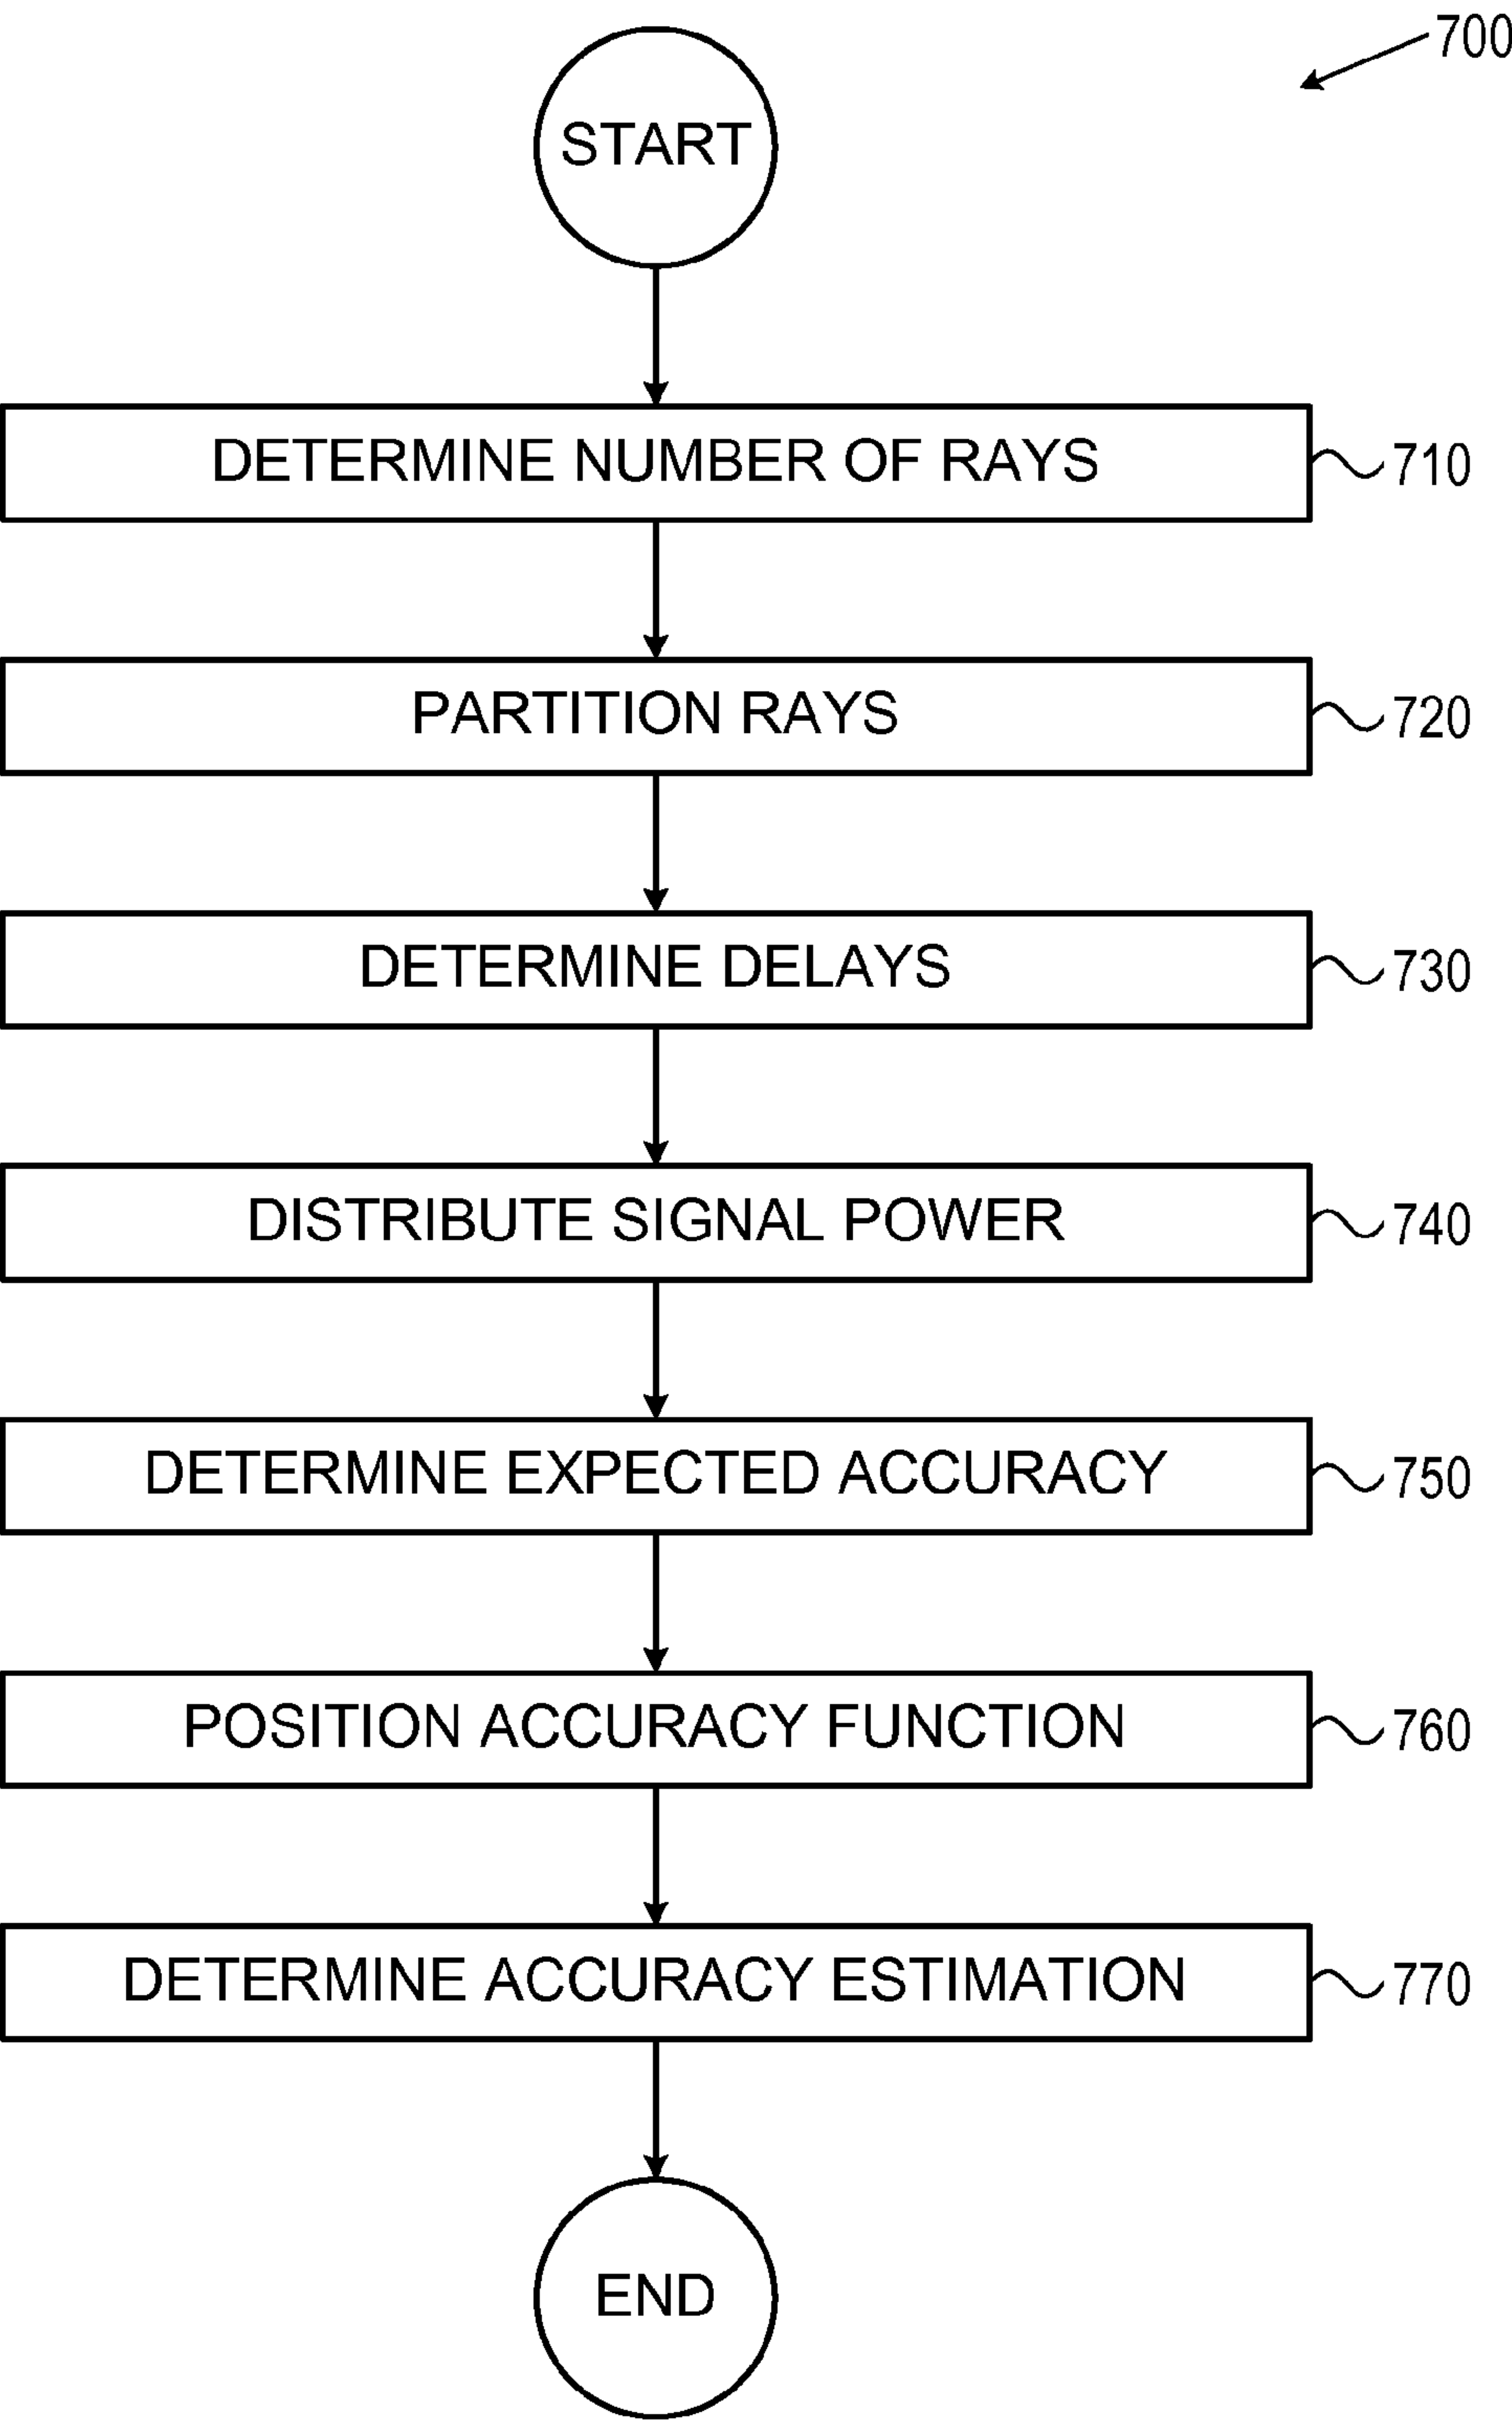 700
START
DETERMINE NUMBER OF RAYS 710
PARTITION RAYS 720
DETERMINE DELAYS 730
DISTRIBUTE SIGNAL POWER 740
DETERMINE EXPECTED ACCURACY 750
POSITION ACCURACY FUNCTION 760
DETERMINE ACCURACY ESTIMATION 770
END